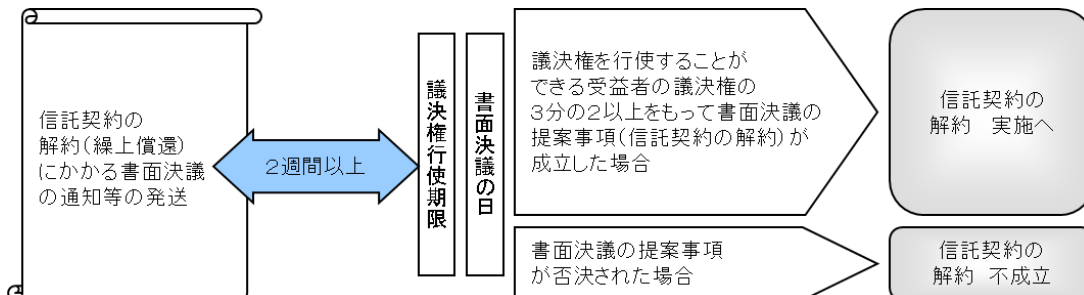 信託契約の
解約（繰上償還）
にかかる書面決議
の通知等の発送
２週間以上
議決権行使期限
書面決議の日
議決権を行使することが
できる受益者の議決権の
３分の２以上をもって書面決議の
提案事項（信託契約の解約）が
成立した場合
信託契約の
解約　実施へ
書面決議の提案事項
が否決された場合
信託契約の
解約　不成立